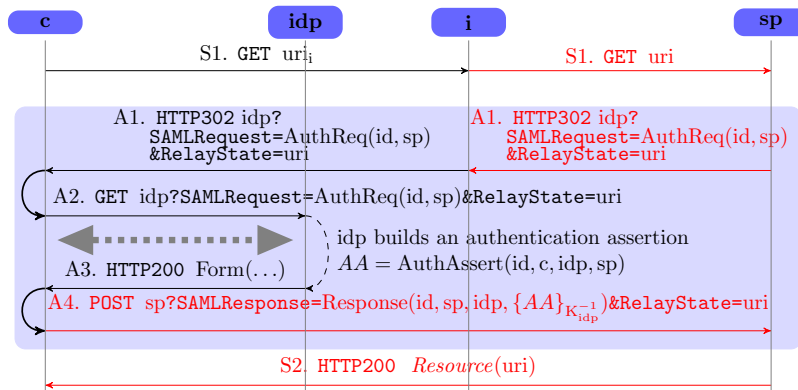 c idp i sp
S1. GET uri_i
S1. GET uri
A1. HTTP302 idp?
SAMLRequest=AuthReq(id, sp)
&RelayState=uri
A1. HTTP302 idp?
SAMLRequest=AuthReq(id, sp)
&RelayState=uri
A2. GET idp?SAMLRequest=AuthReq(id, sp)&RelayState=uri
idp builds an authentication assertion
AA = AuthAssert(id, c, idp, sp)
A3. HTTP200 Form(...)
A4. POST sp?SAMLResponse=Response(id, sp, idp, {AA}_{K_{idp}^{-1}})&RelayState=uri
S2. HTTP200 Resource(uri)